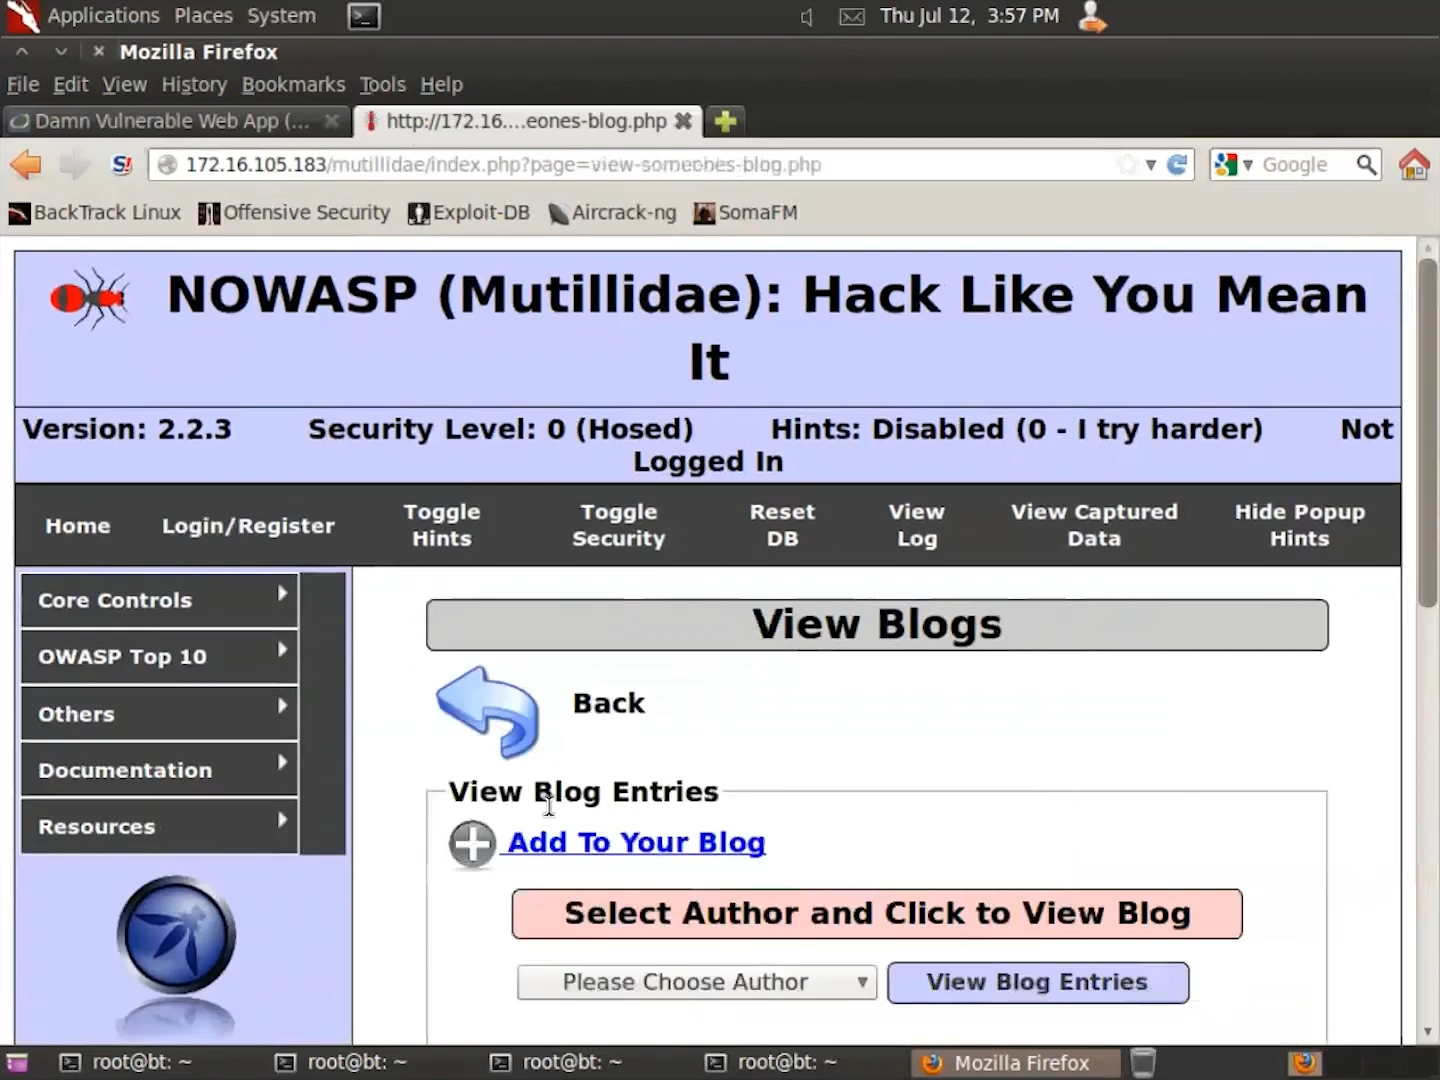 Applications Places System
Thu Jul 12, 3:57 PM
Mozilla Firefox
File Edit View History Bookmarks Tools Help
Damn Vulnerable Web App (...
http://172.16....eones-blog.php
172.16.105.183/mutillidae/index.php?page=view-someones-blog.php
Google
BackTrack Linux Offensive Security Exploit-DB Aircrack-ng SomaFM
NOWASP (Mutillidae): Hack Like You Mean
It
Version: 2.2.3 Security Level: 0 (Hosed) Hints: Disabled (0 - I try harder) Not
Logged In
Home
Login/Register
Toggle
Hints
Toggle
Security
Reset
DB
View
Log
View Captured
Data
Hide Popup
Hints
Core Controls
OWASP Top 10
Others
Documentation
Resources
View Blogs
Back
View Blog Entries
Add To Your Blog
Select Author and Click to View Blog
Please Choose Author
View Blog Entries
root@bt: ~
root@bt: ~
root@bt: ~
root@bt: ~
Mozilla Firefox